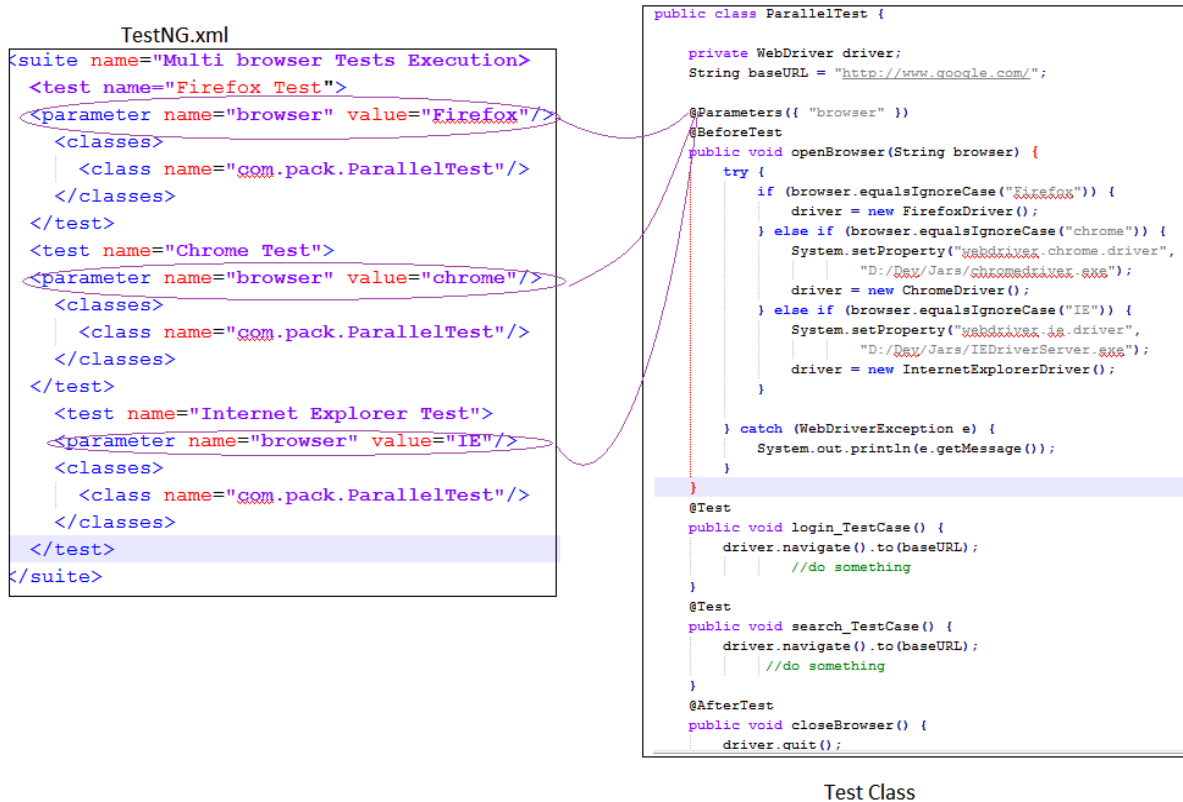 TestNG.xml
<suite name="Multi browser Tests Execution>
<test name="Firefox Test">
<parameter name="browser" value="Firefox"/>
<classes>
<class name="com.pack.ParallelTest"/>
</classes>
</test>
<test name="Chrome Test">
<parameter name="browser" value="chrome"/>
<classes>
<class name="com.pack.ParallelTest"/>
</classes>
</test>
<test name="Internet Explorer Test">
<parameter name="browser" value="IE"/>
<classes>
<class name="com.pack.ParallelTest"/>
</classes>
</test>
</suite>
public class ParallelTest {
private WebDriver driver;
String baseURL = "http://www.google.com/";
@Parameters({ "browser" })
@BeforeTest
public void openBrowser(String browser) {
try {
if (browser.equalsIgnoreCase("Firefox")) {
driver = new FirefoxDriver();
} else if (browser.equalsIgnoreCase("chrome")) {
System.setProperty("webdriver.chrome.driver",
"D:/Dev/Jars/chromedriver.exe");
driver = new ChromeDriver();
} else if (browser.equalsIgnoreCase("IE")) {
System.setProperty("webdriver.ie.driver",
"D:/Dev/Jars/IEDriverServer.exe");
driver = new InternetExplorerDriver();
}
} catch (WebDriverException e) {
System.out.println(e.getMessage());
}
}
@Test
public void login_TestCase() {
driver.navigate().to(baseURL);
//do something
}
@Test
public void search_TestCase() {
driver.navigate().to(baseURL);
//do something
}
@AfterTest
public void closeBrowser() {
driver.quit();
Test Class